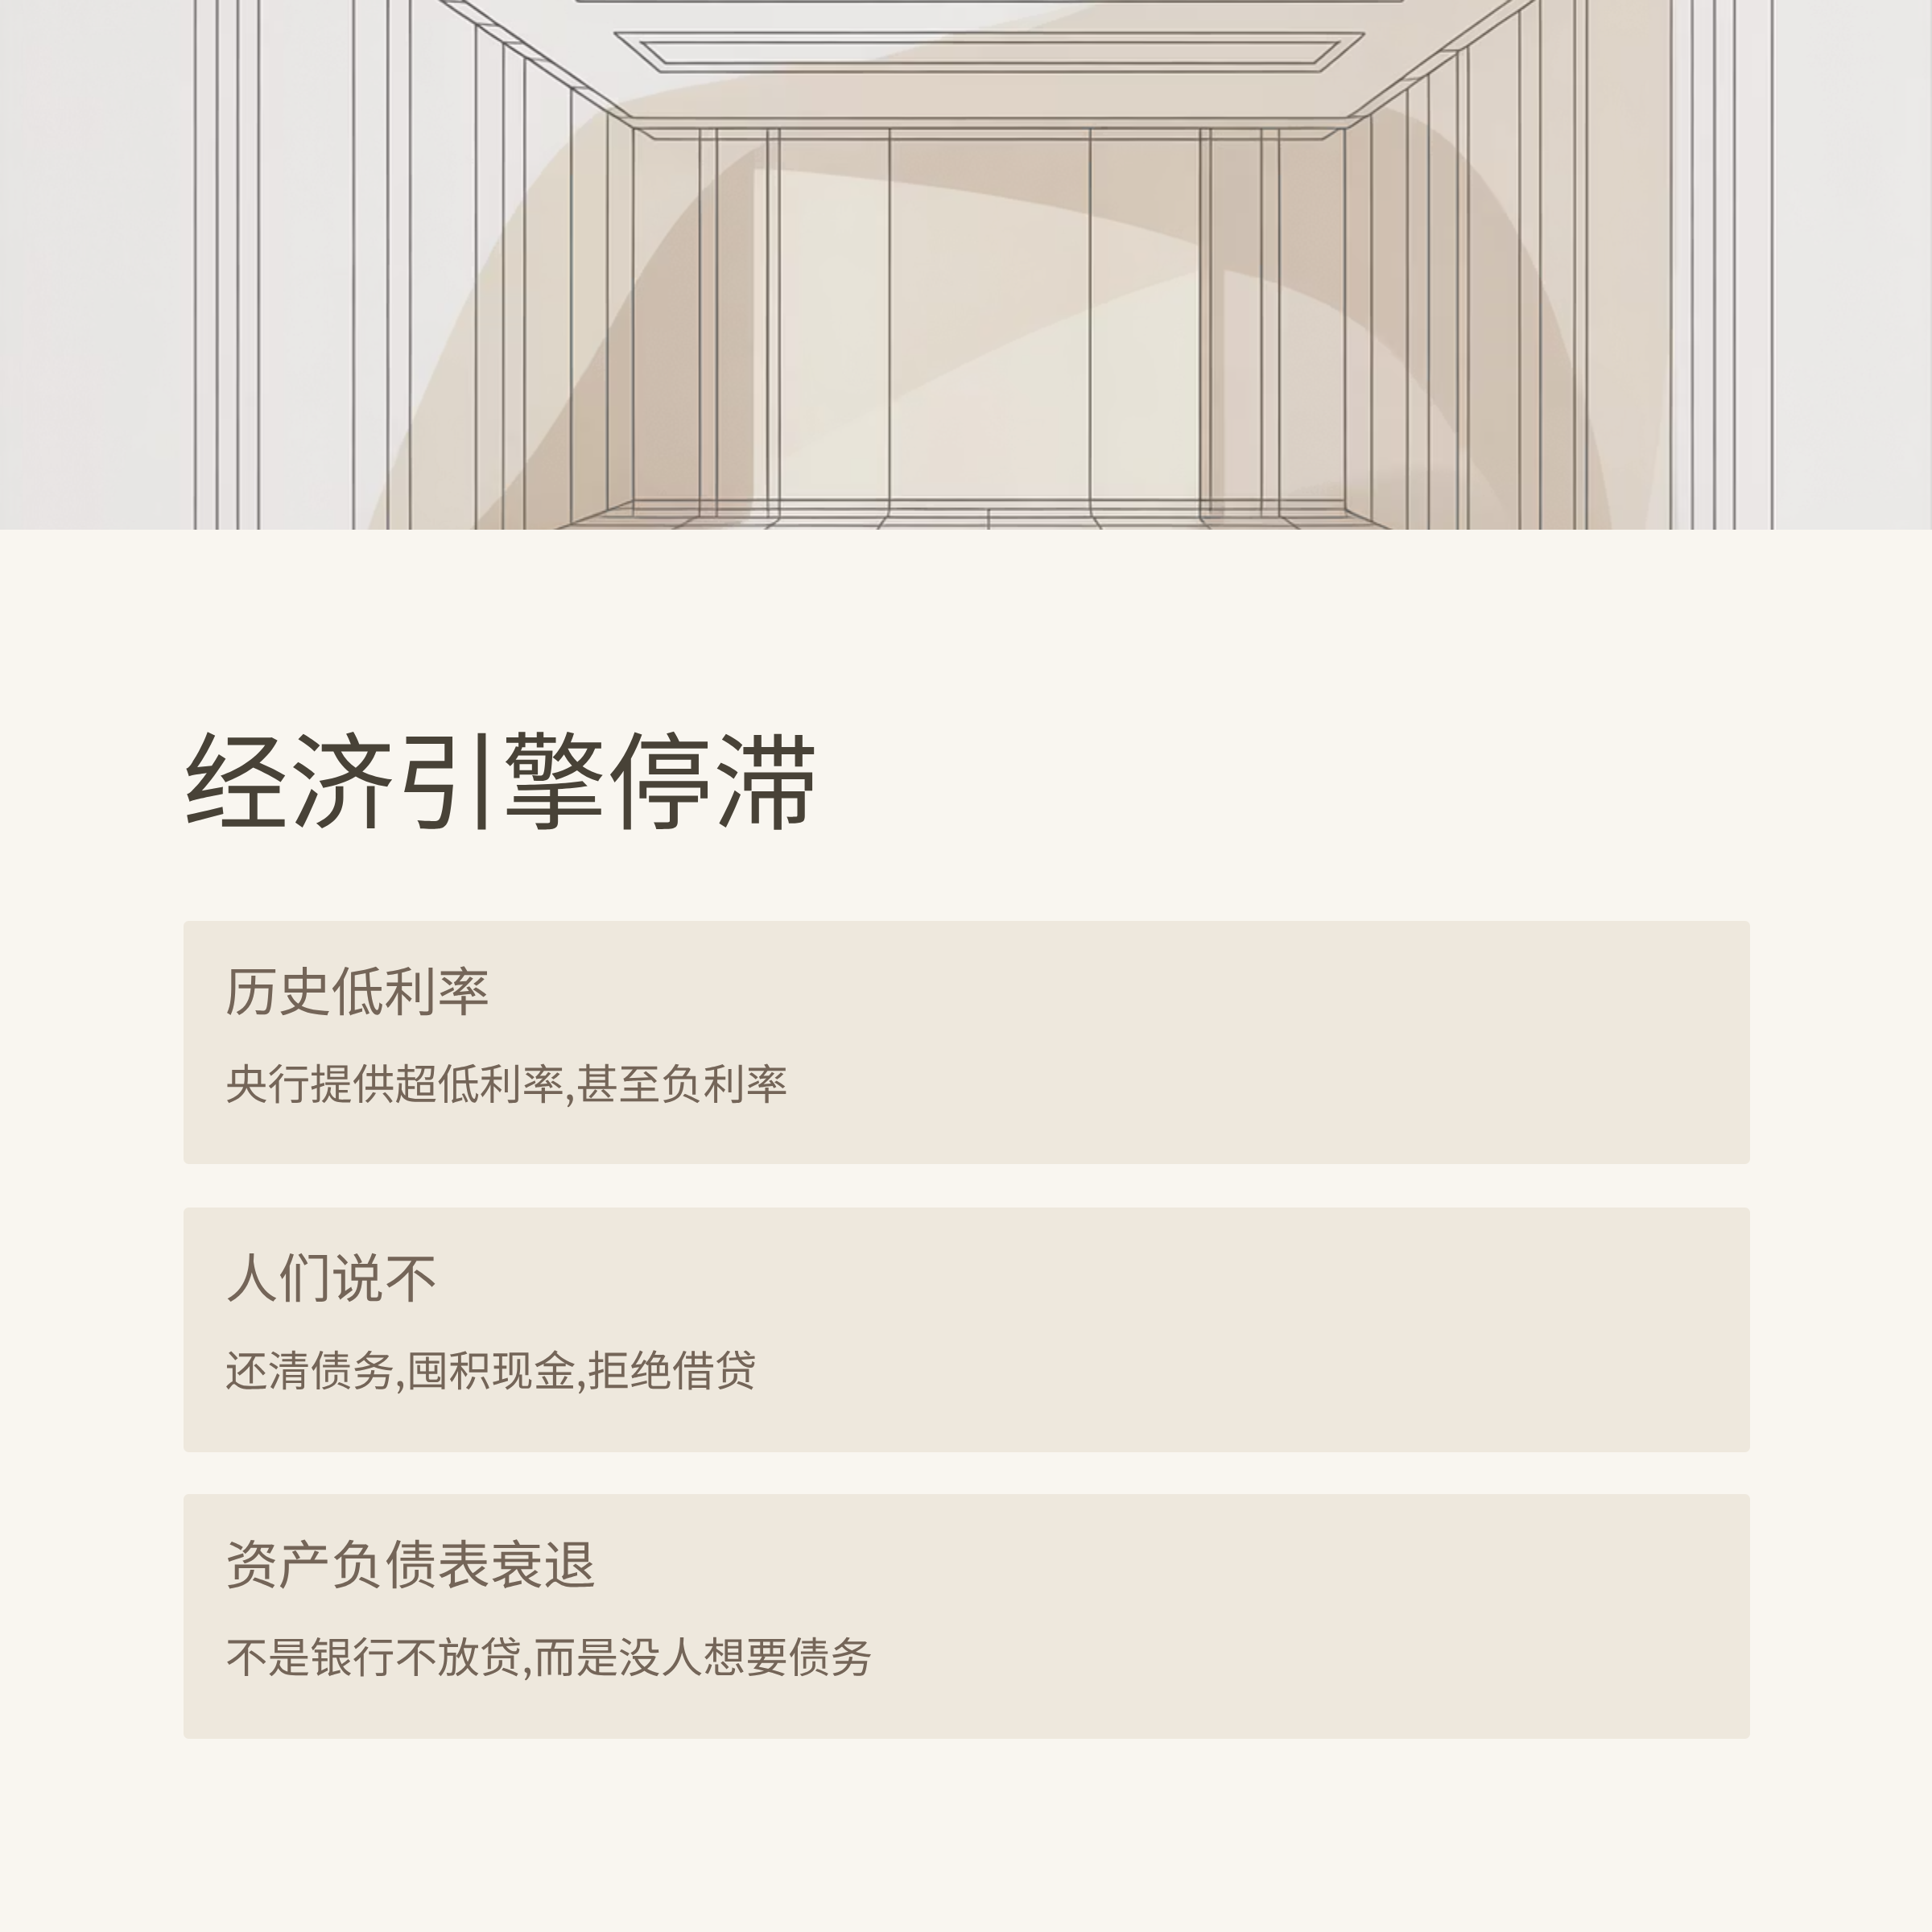 经济引擎停滞
历史低利率
央行提供超低利率,甚至负利率
人们说不
还清债务,囤积现金,拒绝借贷
资产负债表衰退
不是银行不放贷,而是没人想要债务